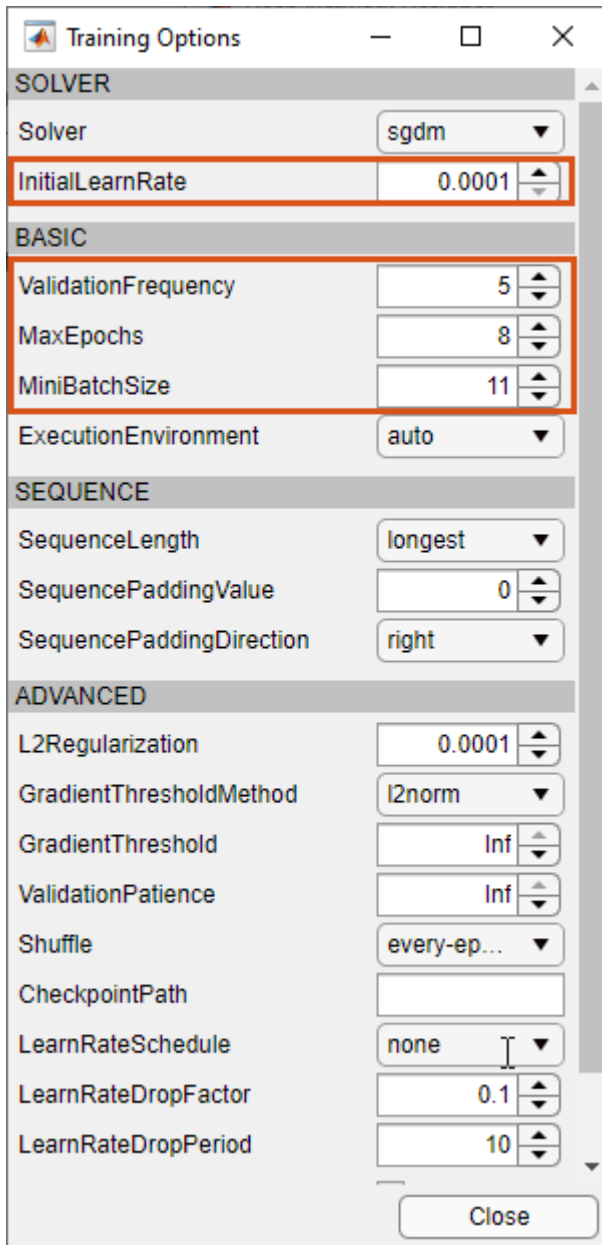 Training Options
SOLVER
Solver sgdm
InitialLearnRate 0.0001
BASIC
ValidationFrequency 5
MaxEpochs 8
MiniBatchSize 11
ExecutionEnvironment auto
SEQUENCE
SequenceLength longest
SequencePaddingValue 0
SequencePaddingDirection right
ADVANCED
L2Regularization 0.0001
GradientThresholdMethod l2norm
GradientThreshold Inf
ValidationPatience Inf
Shuffle every-ep...
CheckpointPath
LearnRateSchedule none
LearnRateDropFactor 0.1
LearnRateDropPeriod 10
Close